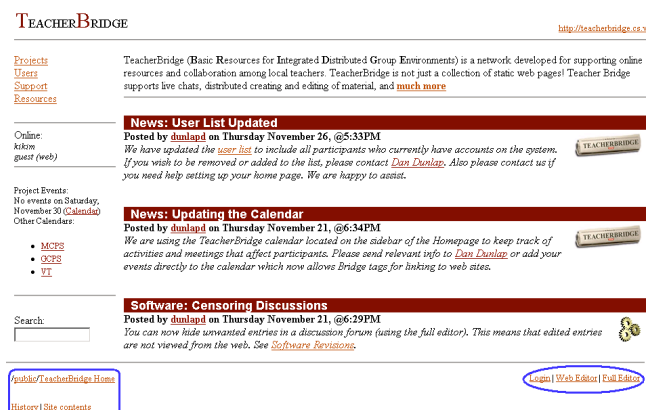 TEACHERBRIDGE
http://teacherbridge.cs.v
Projects
Users
Support
Resources
TeacherBridge (Basic Resources for Integrated Distributed Group Environments) is a network developed for supporting online
resources and collaboration among local teachers. TeacherBridge is not just a collection of static web pages! Teacher Bridge
supports live chats, distributed creating and editing of material, and much more
Online:
kikim
guest (web)
Project Events:
No events on Saturday,
November 30 (Calendar)
Other Calendars:
MCPS
GCPS
VT
Search:
News: User List Updated
Posted by dunlapd on Thursday November 26, @5:33PM
We have updated the user list to include all participants who currently have accounts on the system.
If you wish to be removed or added to the list, please contact Dan Dunlap. Also please contact us if
you need help setting up your home page. We are happy to assist.
TEACHERBRIDGE
News: Updating the Calendar
Posted by dunlapd on Thursday November 21, @6:34PM
We are using the TeacherBridge calendar located on the sidebar of the Homepage to keep track of
activities and meetings that affect participants. Please send relevant info to Dan Dunlap or add your
events directly to the calendar which now allows Bridge tags for linking to web sites.
TEACHERBRIDGE
Software: Censoring Discussions
Posted by dunlapd on Thursday November 21, @6:29PM
You can now hide unwanted entries in a discussion forum (using the full editor). This means that edited entries
are not viewed from the web. See Software Revisions.
/public/TeacherBridge Home
Login | Web Editor | Full Editor
History | Site contents